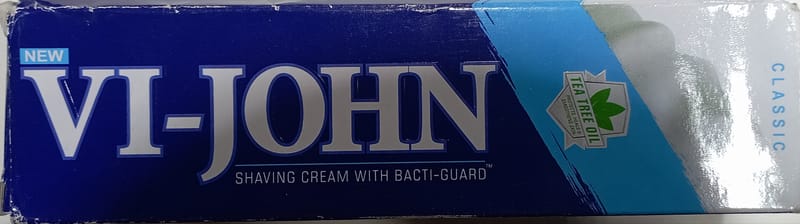 NEW
VI-JOHN
SHAVING CREAM WITH BACTI-GUARD™
TEA TREE OIL
CLASSIC